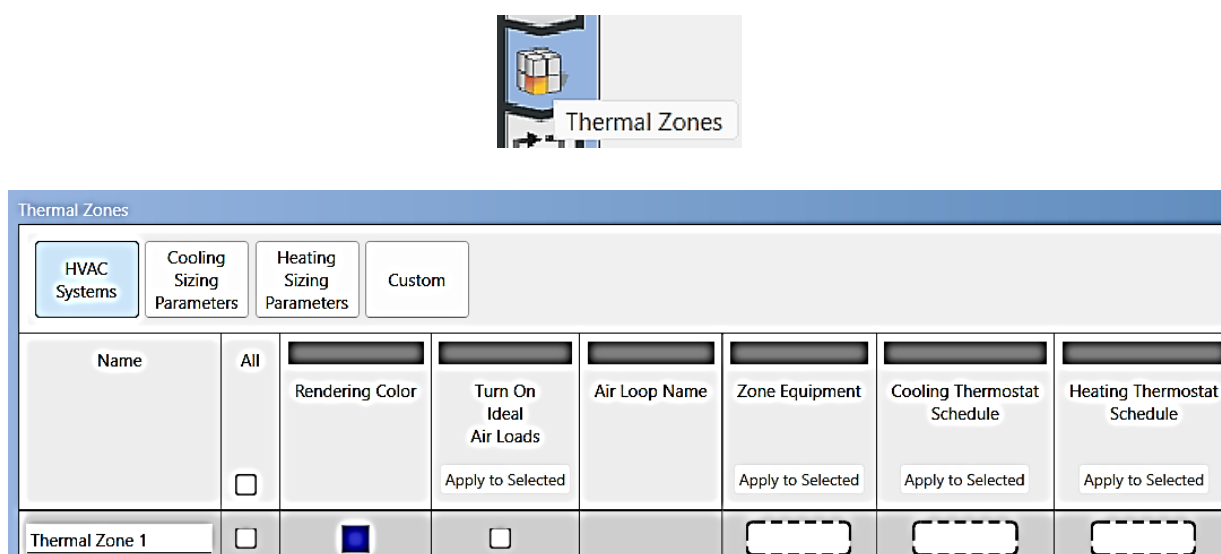 Thermal Zones
Thermal Zones
HVAC
Systems
Cooling
Sizing
Parameters
Heating
Sizing
Parameters
Custom
Name
All
Rendering Color
Turn On
Ideal
Air Loads
Apply to Selected
Air Loop Name
Zone Equipment
Apply to Selected
Cooling Thermostat
Schedule
Apply to Selected
Heating Thermostat
Schedule
Apply to Selected
Thermal Zone 1